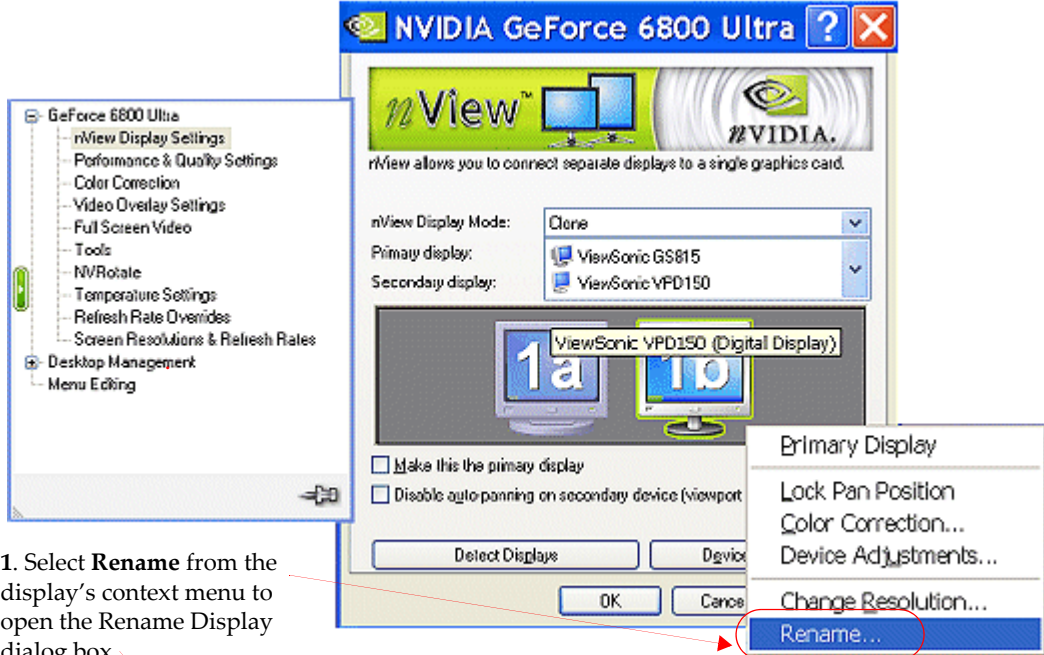 NVIDIA GeForce 6800 Ultra
nView™
NVIDIA.
nView allows you to connect separate displays to a single graphics card.
GeForce 6800 Ultra
nView Display Settings
Performance & Quality Settings
Color Correction
Video Overlay Settings
Full Screen Video
Tools
NVRotate
Temperature Settings
Refresh Rate Overrides
Screen Resolutions & Refresh Rates
Desktop Management
Menu Editing
nView Display Mode: Clone
Primary display: ViewSonic GS815
Secondary display: ViewSonic VPD150
ViewSonic VPD150 (Digital Display)
1a 1b
Make this the primary display
Disable auto-panning on secondary device (viewport
Detect Displays Device
OK Cance
Primary Display
Lock Pan Position
Color Correction...
Device Adjustments...
Change Resolution...
Rename...
1. Select Rename from the
display's context menu to
open the Rename Display
dialog box